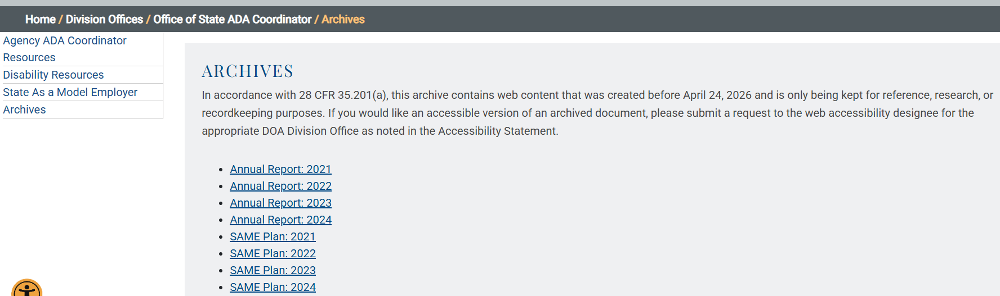 Home / Division Offices / Office of State ADA Coordinator / Archives
Agency ADA Coordinator
Resources
Disability Resources
State As a Model Employer
Archives
ARCHIVES
In accordance with 28 CFR 35.201(a), this archive contains web content that was created before April 24, 2026 and is only being kept for reference, research, or
recordkeeping purposes. If you would like an accessible version of an archived document, please submit a request to the web accessibility designee for the
appropriate DOA Division Office as noted in the Accessibility Statement.
• Annual Report: 2021
• Annual Report: 2022
• Annual Report: 2023
• Annual Report: 2024
• SAME Plan: 2021
• SAME Plan: 2022
• SAME Plan: 2023
• SAME Plan: 2024